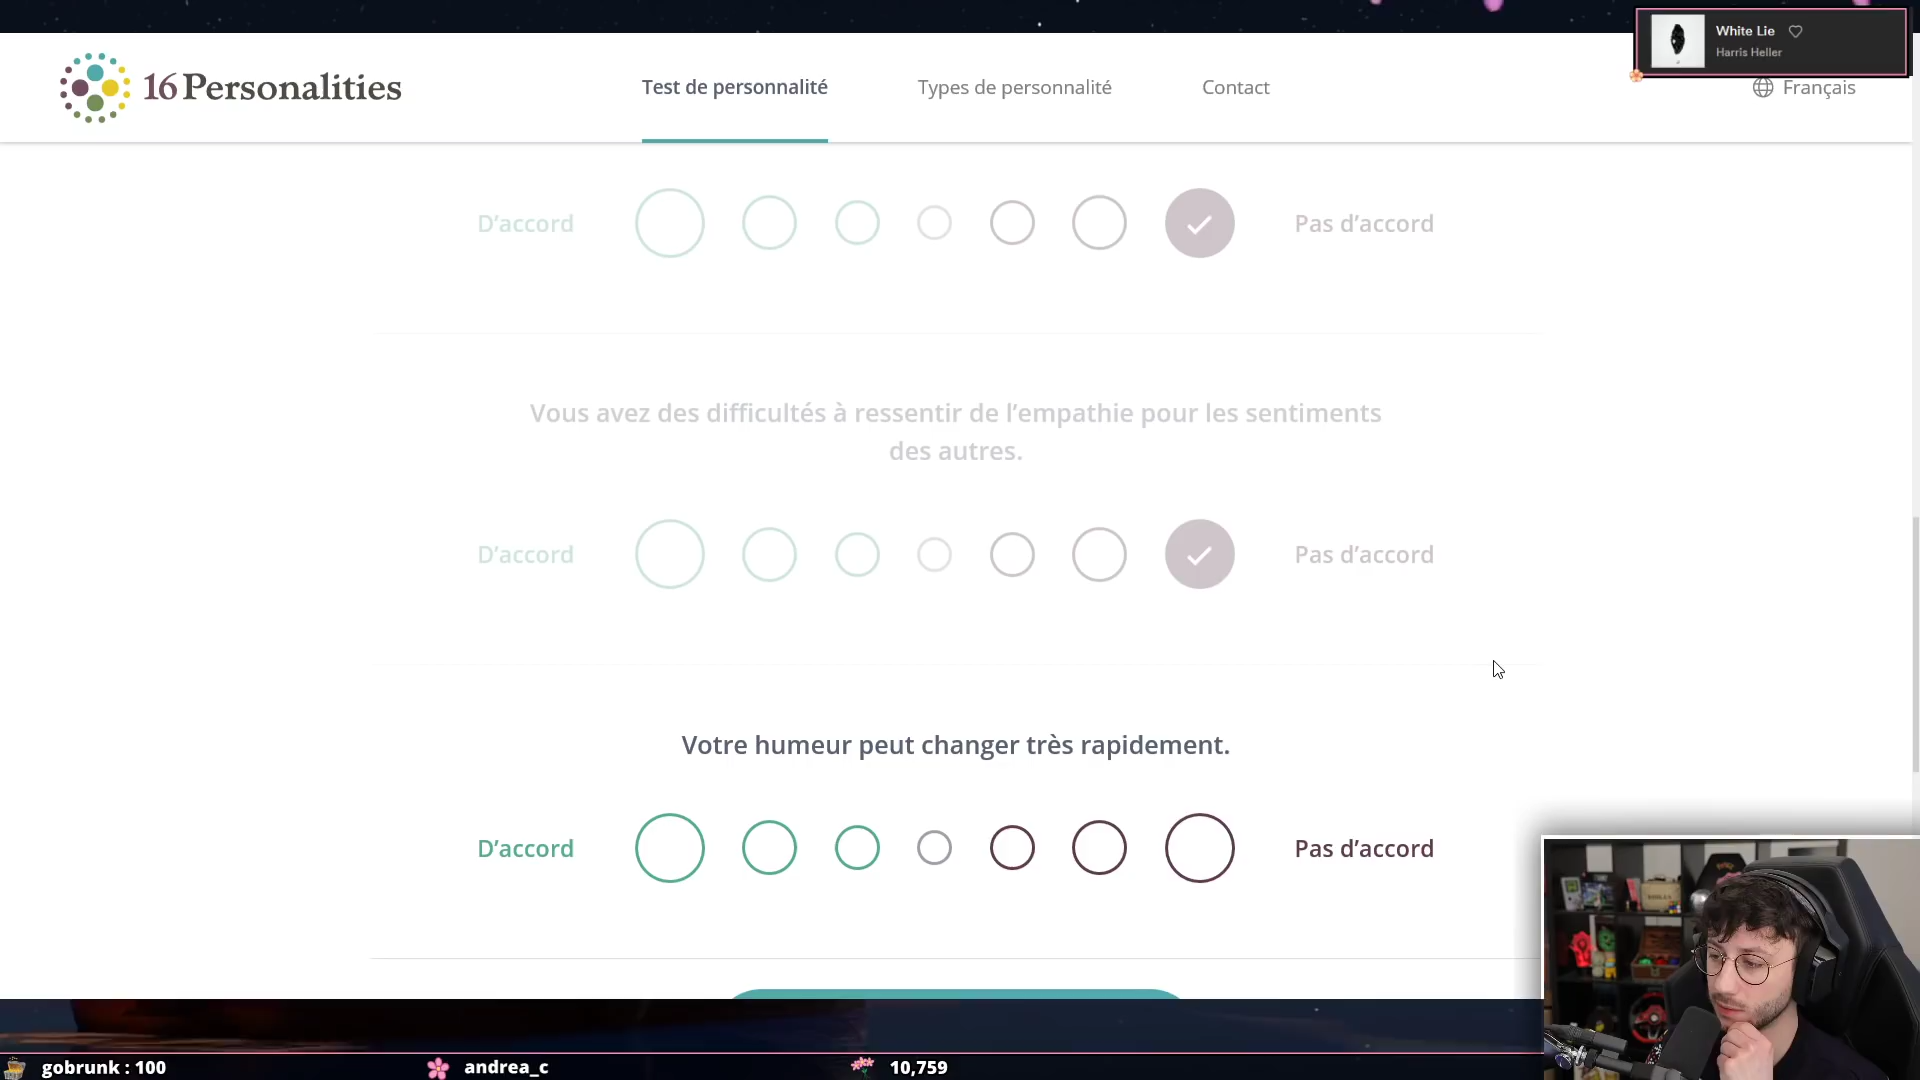 White Lie
Harris Heller
16Personalities
Test de personnalité
Types de personnalité
Contact
Français
D’accord
Pas d’accord
Vous avez des difficultés à ressentir de l’empathie pour les sentiments
des autres.
D’accord
Pas d’accord
Votre humeur peut changer très rapidement.
D’accord
Pas d’accord
gobrunk : 100
andrea_c
10,759